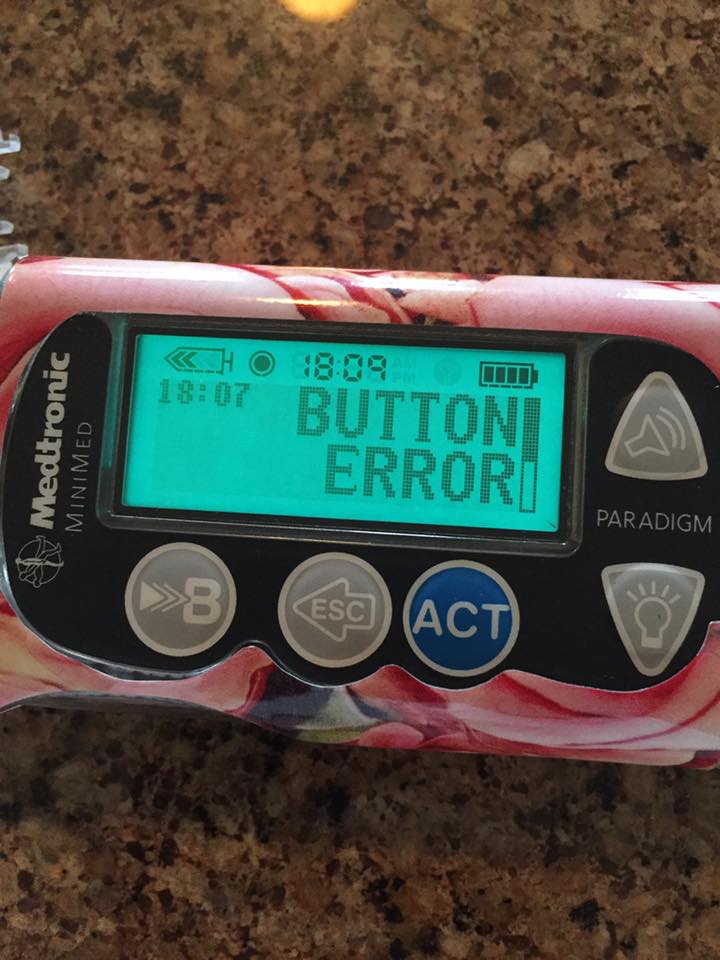 Medtronic
MINIMED
18:09
18:07
BUTTON
ERROR
PARADIGM
B
ESC
ACT